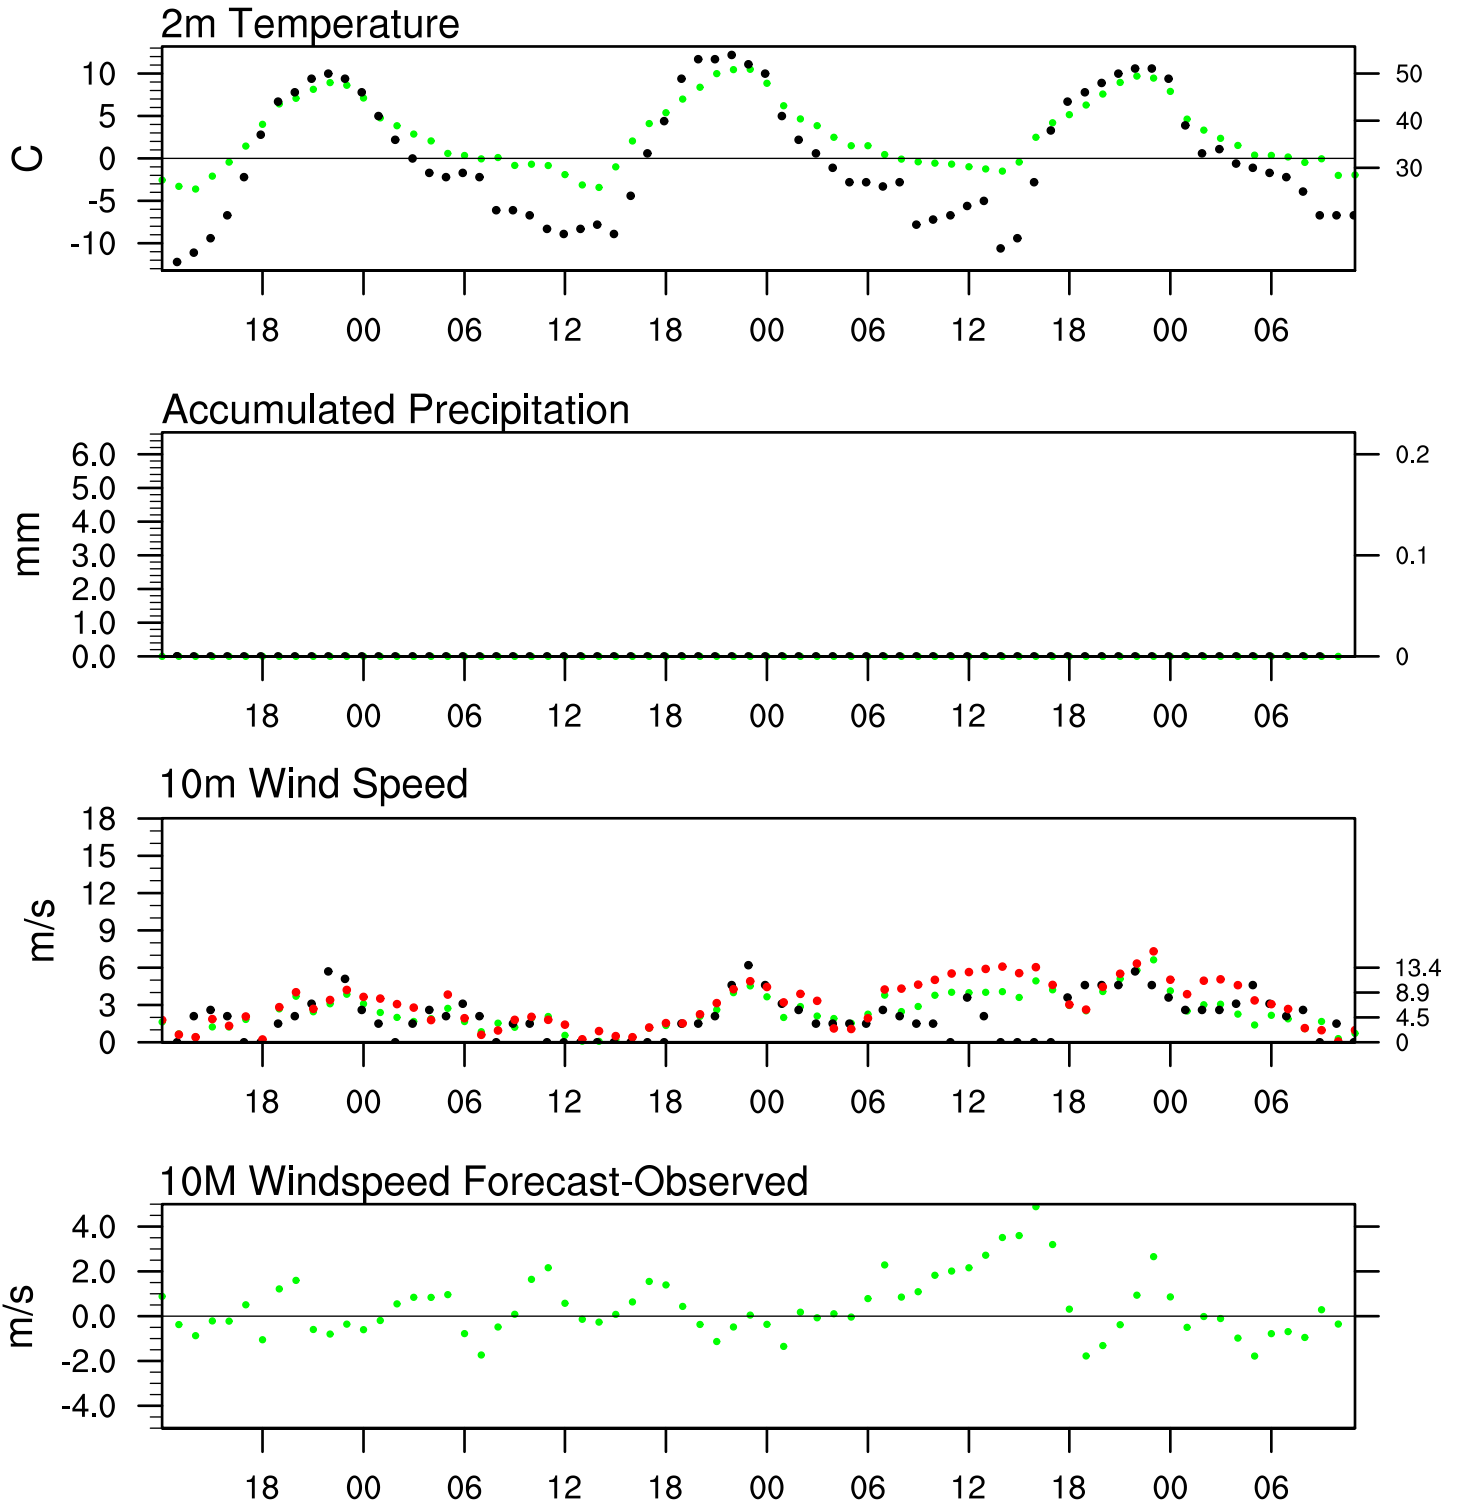 2m Temperature
10
5
0
-5
-10
C
50
40
30
18 00 06 12 18 00 06 12 18 00 06
Accumulated Precipitation
6.0
5.0
4.0
3.0
2.0
1.0
0.0
mm
0.2
0.1
0
18 00 06 12 18 00 06 12 18 00 06
10m Wind Speed
18
15
12
9
6
3
0
m/s
13.4
8.9
4.5
0
18 00 06 12 18 00 06 12 18 00 06
10M Windspeed Forecast-Observed
4.0
2.0
0.0
-2.0
-4.0
m/s
18 00 06 12 18 00 06 12 18 00 06